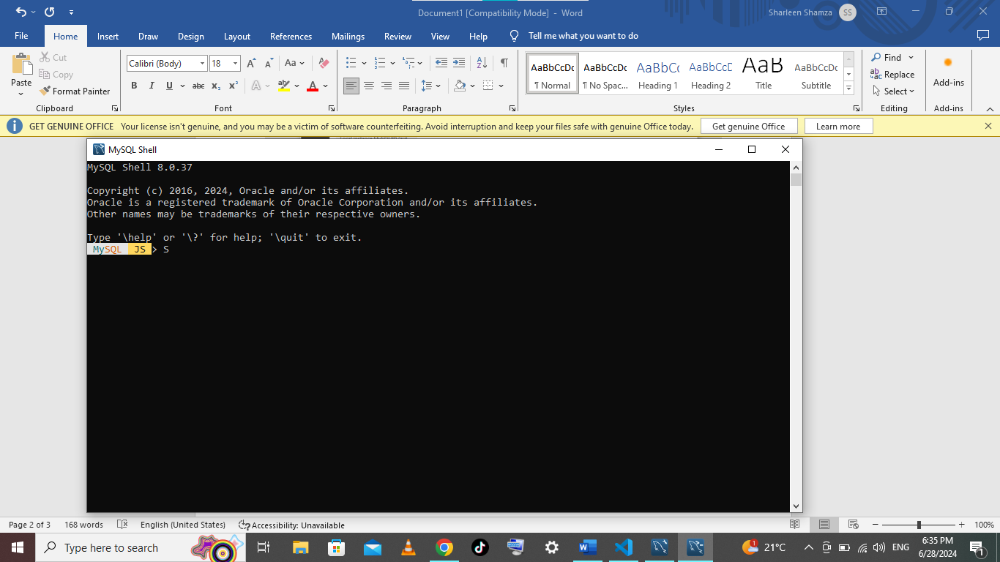 Document1 [Compatibility Mode] - Word
Sharleen Shamza SS
File Home Insert Draw Design Layout References Mailings Review View Help Tell me what you want to do
Cut
Copy
Paste
Format Painter
Clipboard
Calibri (Body) 18
Aa
B I U abc x₂ x²
A A
Font
Paragraph
AaBbCcDc AaBbCcDc AaBbCc AaBbCcD AaB AaBbCcDc
¶ Normal ¶ No Spac... Heading 1 Heading 2 Title Subtitle
Styles
Find
Replace
Select
Editing
Add-ins
Add-ins
GET GENUINE OFFICE Your license isn't genuine, and you may be a victim of software counterfeiting. Avoid interruption and keep your files safe with genuine Office today. Get genuine Office Learn more
MySQL Shell
MySQL Shell 8.0.37
Copyright (c) 2016, 2024, Oracle and/or its affiliates.
Oracle is a registered trademark of Oracle Corporation and/or its affiliates.
Other names may be trademarks of their respective owners.
Type '\help' or '\?' for help; '\quit' to exit.
MySQL JS > S
Page 2 of 3 168 words English (United States) Accessibility: Unavailable 100%
Type here to search
21°C ENG 6:35 PM
6/28/2024 1